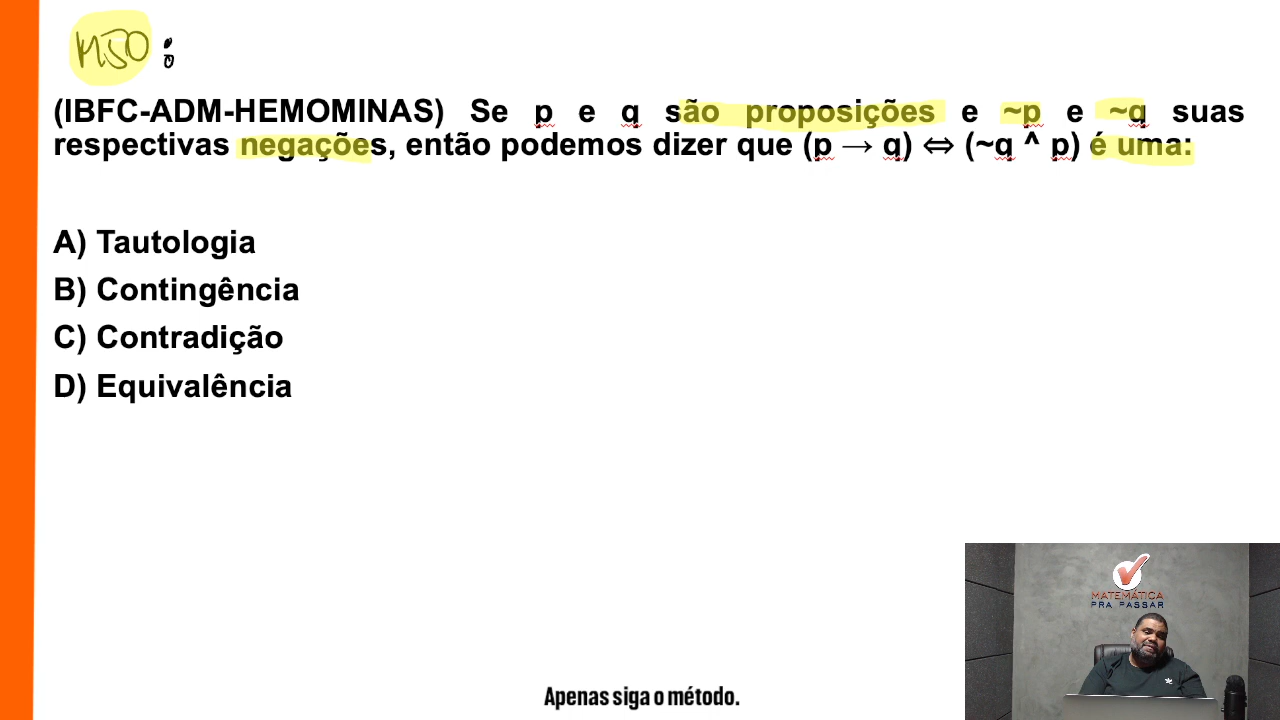 MJO :
(IBFC-ADM-HEMOMINAS) Se p e q são proposições e ~p e ~q suas
respectivas negações, então podemos dizer que (p → q) ⇔ (~q ^ p) é uma:
A) Tautologia
B) Contingência
C) Contradição
D) Equivalência
MATEMÁTICA
PRA PASSAR
Apenas siga o método.